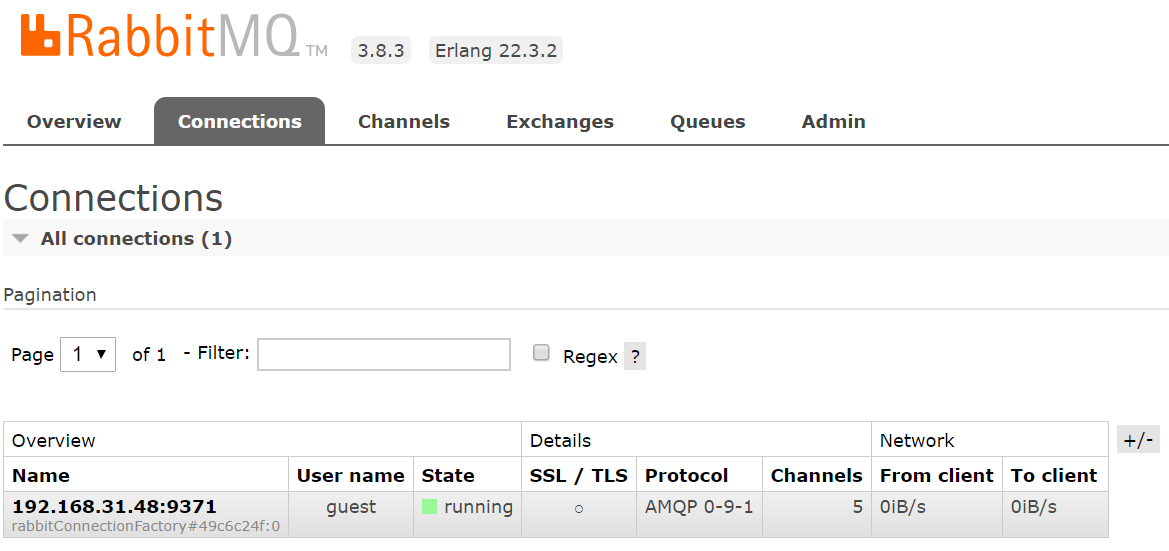 RabbitMQ TM 3.8.3 Erlang 22.3.2
Overview Connections Channels Exchanges Queues Admin
Connections
All connections (1)
Pagination
Page 1 of 1 - Filter: Regex ?
Overview Details Network +/-
Name User name State SSL / TLS Protocol Channels From client To client
192.168.31.48:9371 guest running ○ AMQP 0-9-1 5 0iB/s 0iB/s
rabbitConnectionFactory#49c6c24f:0